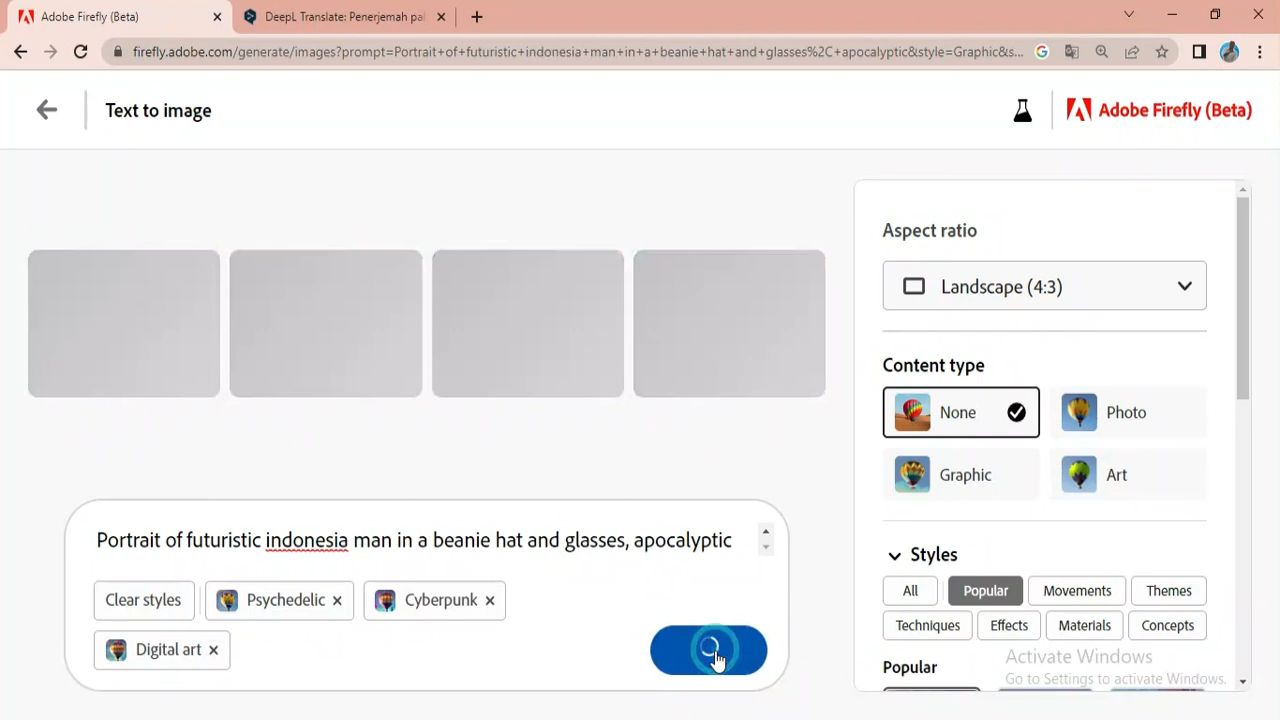 Adobe Firefly (Beta)
DeepL Translate: Penerjemah pal
firefly.adobe.com/generate/images?prompt=Portrait+of+futuristic+indonesia+man+in+a+beanie+hat+and+glasses%2C+apocalyptic&style=Graphic&s...
Text to image
Adobe Firefly (Beta)
Aspect ratio
Landscape (4:3)
Content type
None
Photo
Graphic
Art
Styles
All
Popular
Movements
Themes
Techniques
Effects
Materials
Concepts
Popular
Portrait of futuristic indonesia man in a beanie hat and glasses, apocalyptic
Clear styles
Psychedelic
Cyberpunk
Digital art
Activate Windows
Go to Settings to activate Windows.